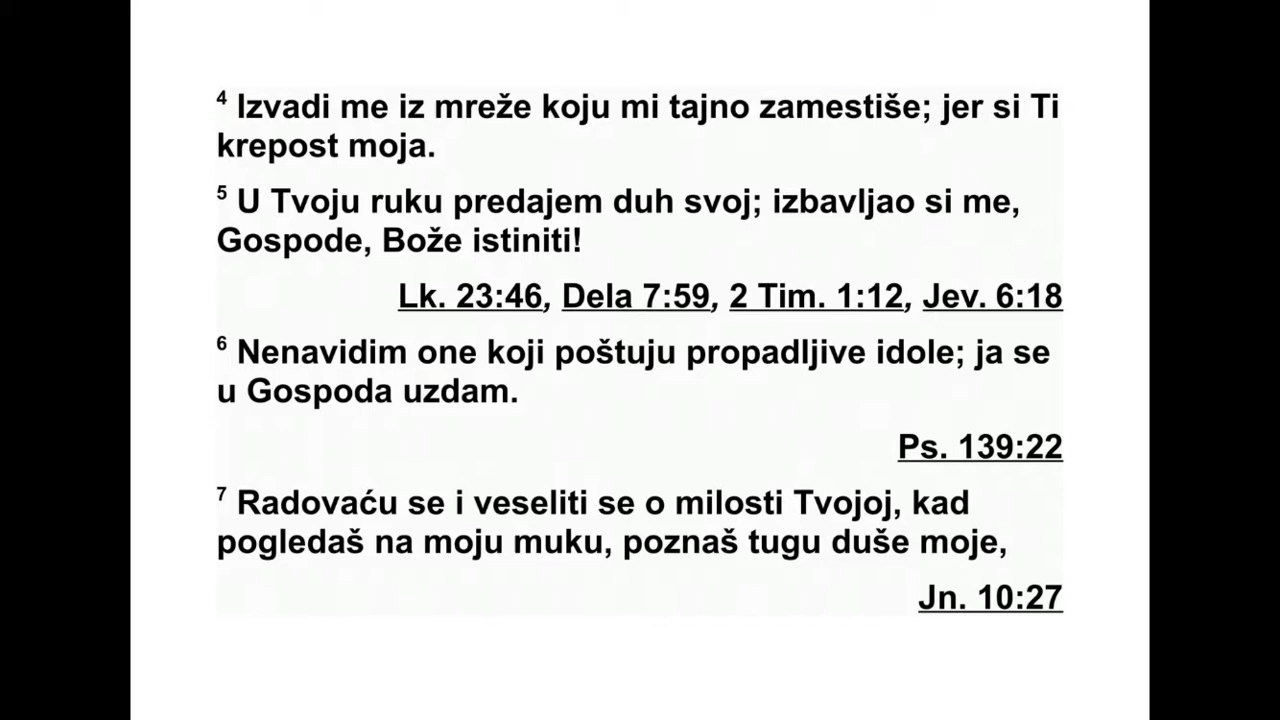 4 Izvadi me iz mreže koju mi tajno zamestiše; jer si Ti
krepost moja.
5 U Tvoju ruku predajem duh svoj; izbavljao si me,
Gospode, Bože istiniti!
Lk. 23:46, Dela 7:59, 2 Tim. 1:12, Jev. 6:18
6 Nenavidim one koji poštuju propadljive idole; ja se
u Gospoda uzdam.
Ps. 139:22
7 Radovaću se i veseliti se o milosti Tvojoj, kad
pogledaš na moju muku, poznaš tugu duše moje,
Jn. 10:27